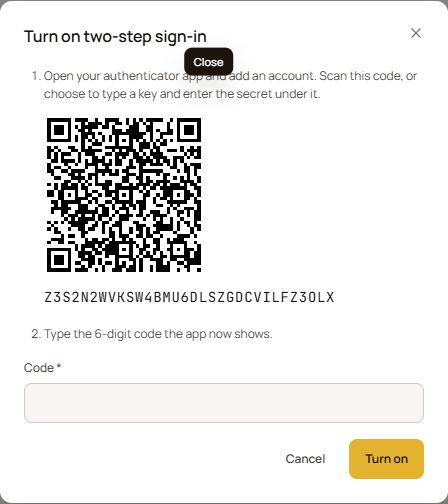 Turn on two-step sign-in
Close
1. Open your authenticator app and add an account. Scan this code, or
choose to type a key and enter the secret under it.
Z3S2N2WVKSW4BMU6DLSZGDCVILFZ3OLX
2. Type the 6-digit code the app now shows.
Code *
Cancel
Turn on